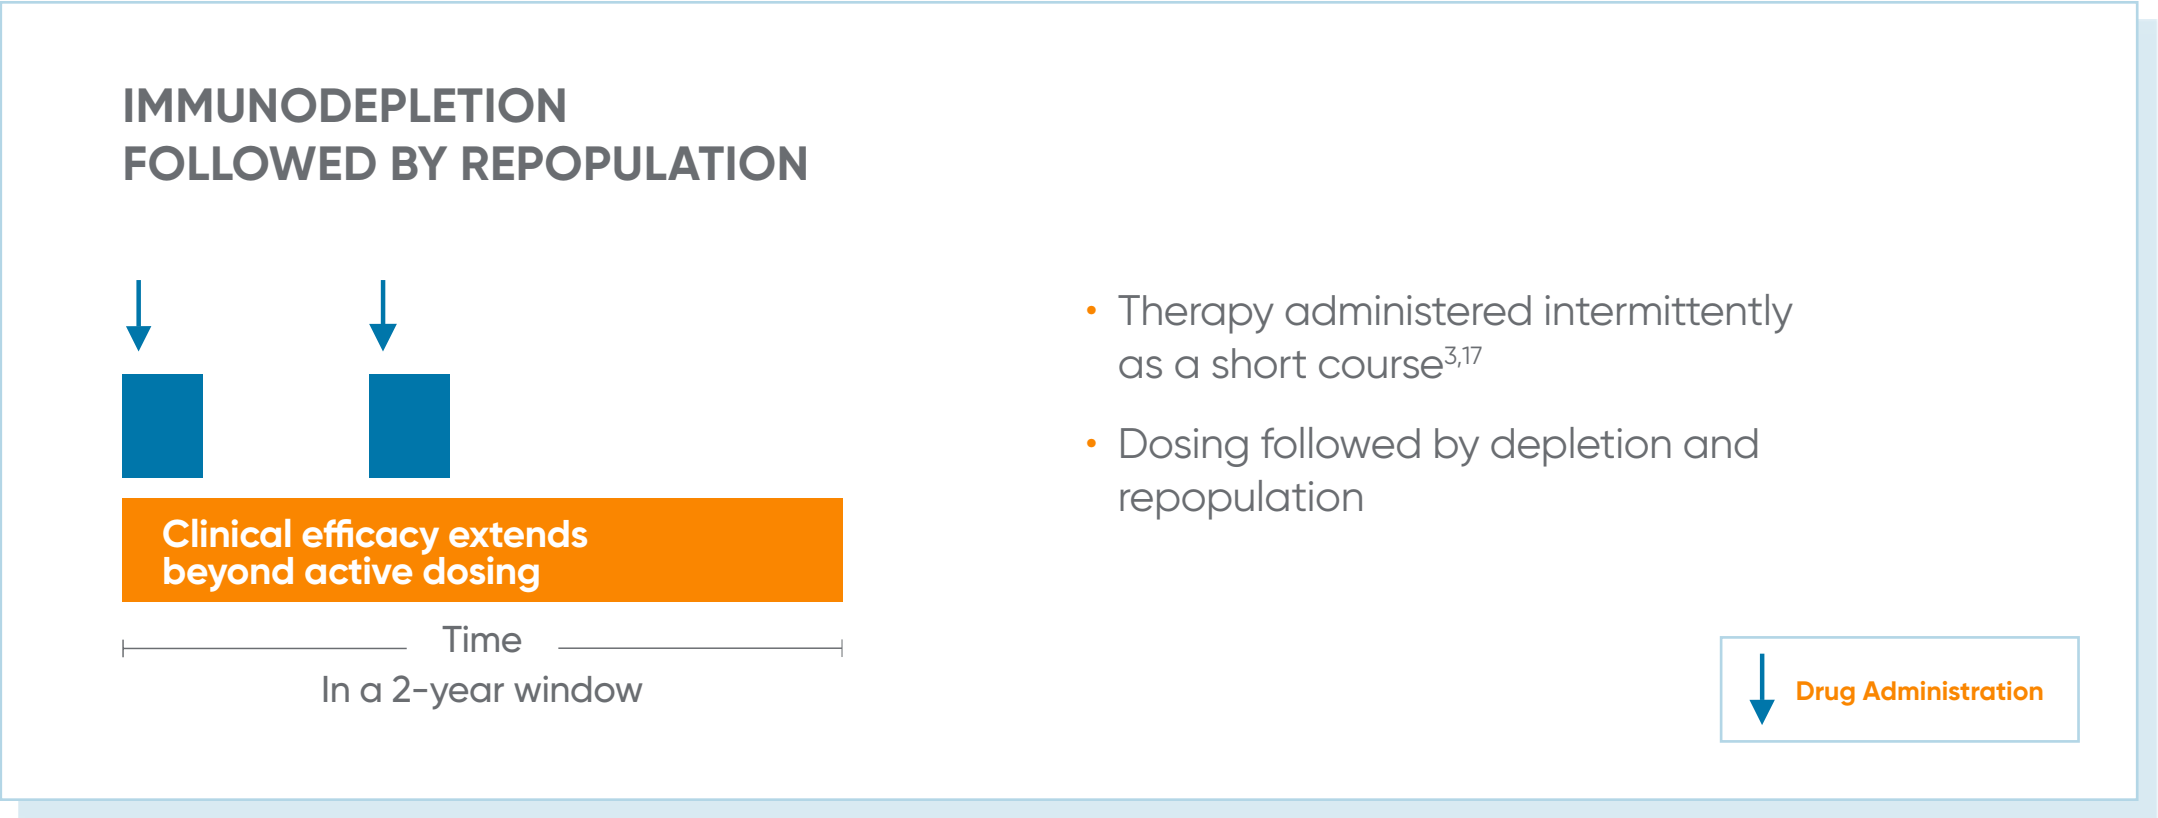 IMMUNODEPLETION
FOLLOWED BY REPOPULATION
Clinical efficacy extends
beyond active dosing
Time
In a 2-year window
• Therapy administered intermittently
as a short course3,17
• Dosing followed by depletion and
repopulation
Drug Administration